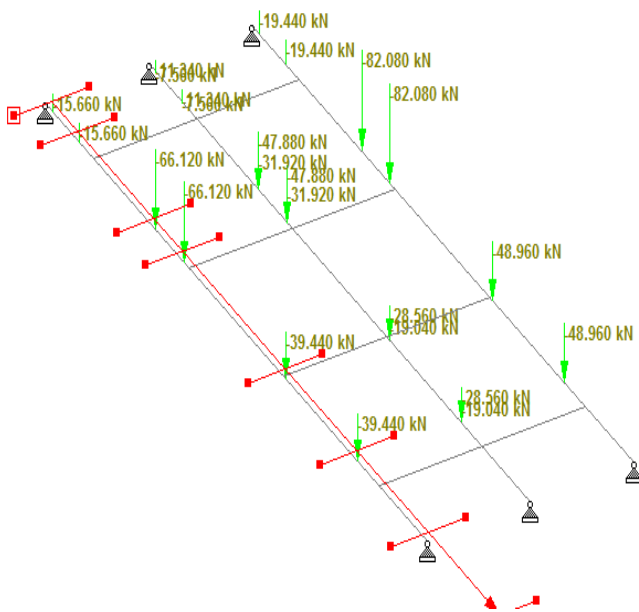 -19.440 kN
-19.440 kN
-11.340 kN
-7.560 kN
-82.080 kN
-11.340 kN
-7.560 kN
-82.080 kN
-15.660 kN
-15.660 kN
-47.880 kN
-31.920 kN
-66.120 kN
-47.880 kN
-31.920 kN
-66.120 kN
-48.960 kN
-28.560 kN
-19.040 kN
-48.960 kN
-39.440 kN
-28.560 kN
-19.040 kN
-39.440 kN